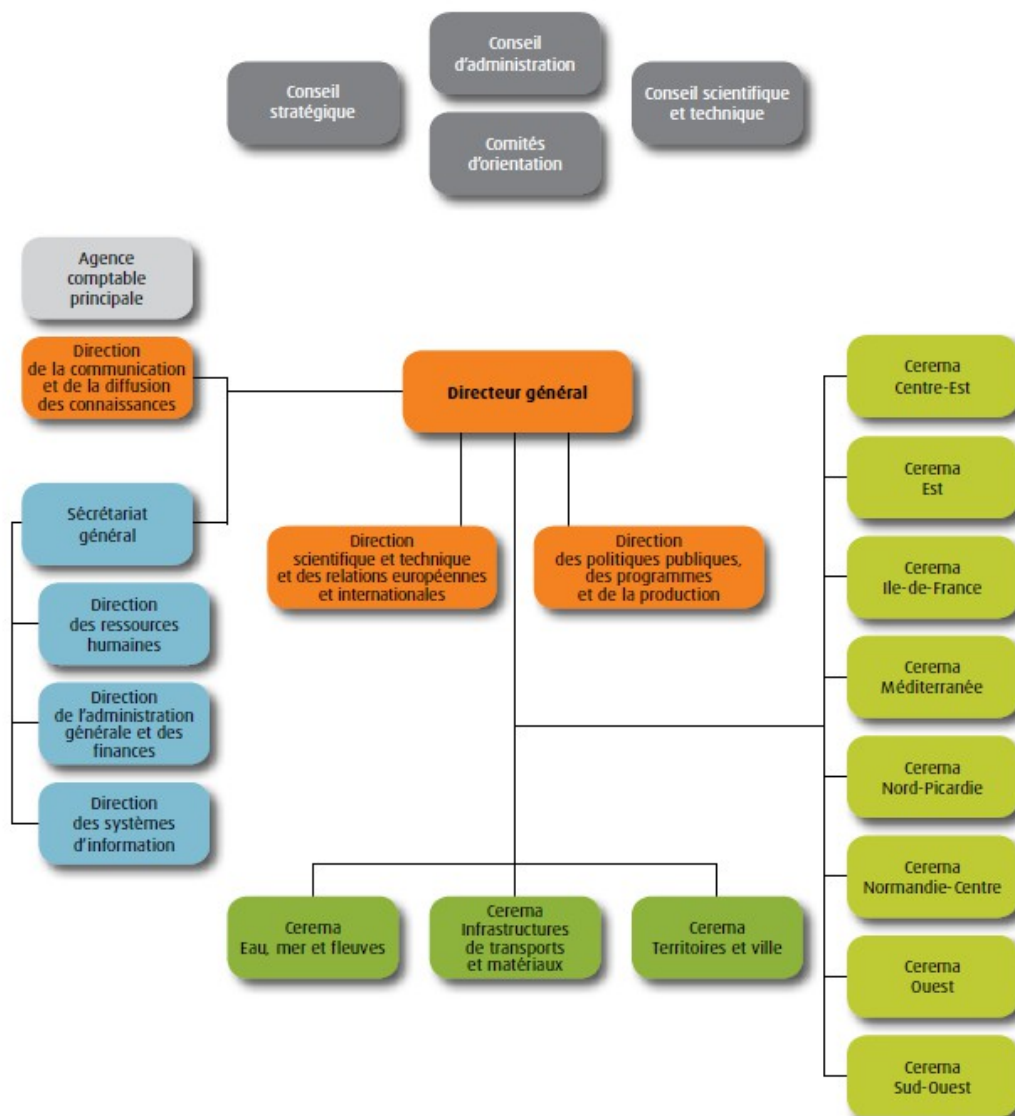 Conseil
d'administration
Conseil
stratégique
Conseil scientifique
et technique
Comités
d'orientation
Agence
comptable
principale
Direction
de la communication
et de la diffusion
des connaissances
Directeur général
Sécrétariat
général
Direction
des ressources
humaines
Direction
de l'administration
générale et des
finances
Direction
des systèmes
d'information
Direction
scientifique et technique
et des relations européennes
et internationales
Direction
des politiques publiques,
des programmes
et de la production
Cerema
Eau, mer et fleuves
Cerema
Infrastructures
de transports
et matériaux
Cerema
Territoires et ville
Cerema
Centre-Est
Cerema
Est
Cerema
Ile-de-France
Cerema
Méditerranée
Cerema
Nord-Picardie
Cerema
Normandie-Centre
Cerema
Ouest
Cerema
Sud-Ouest